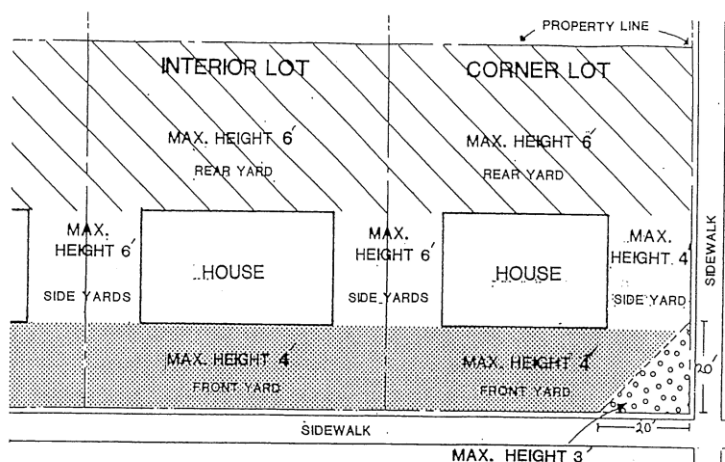 PROPERTY LINE
INTERIOR LOT
CORNER LOT
MAX. HEIGHT 6'
REAR YARD
MAX. HEIGHT 6'
REAR YARD
MAX.
HEIGHT 6'
SIDE YARDS
HOUSE
MAX.
HEIGHT 6'
SIDE YARDS
HOUSE
MAX.
HEIGHT 4'
SIDE YARD
SIDEWALK
MAX. HEIGHT 4'
FRONT YARD
MAX. HEIGHT 4'
FRONT YARD
20'
SIDEWALK
20'
MAX. HEIGHT 3'